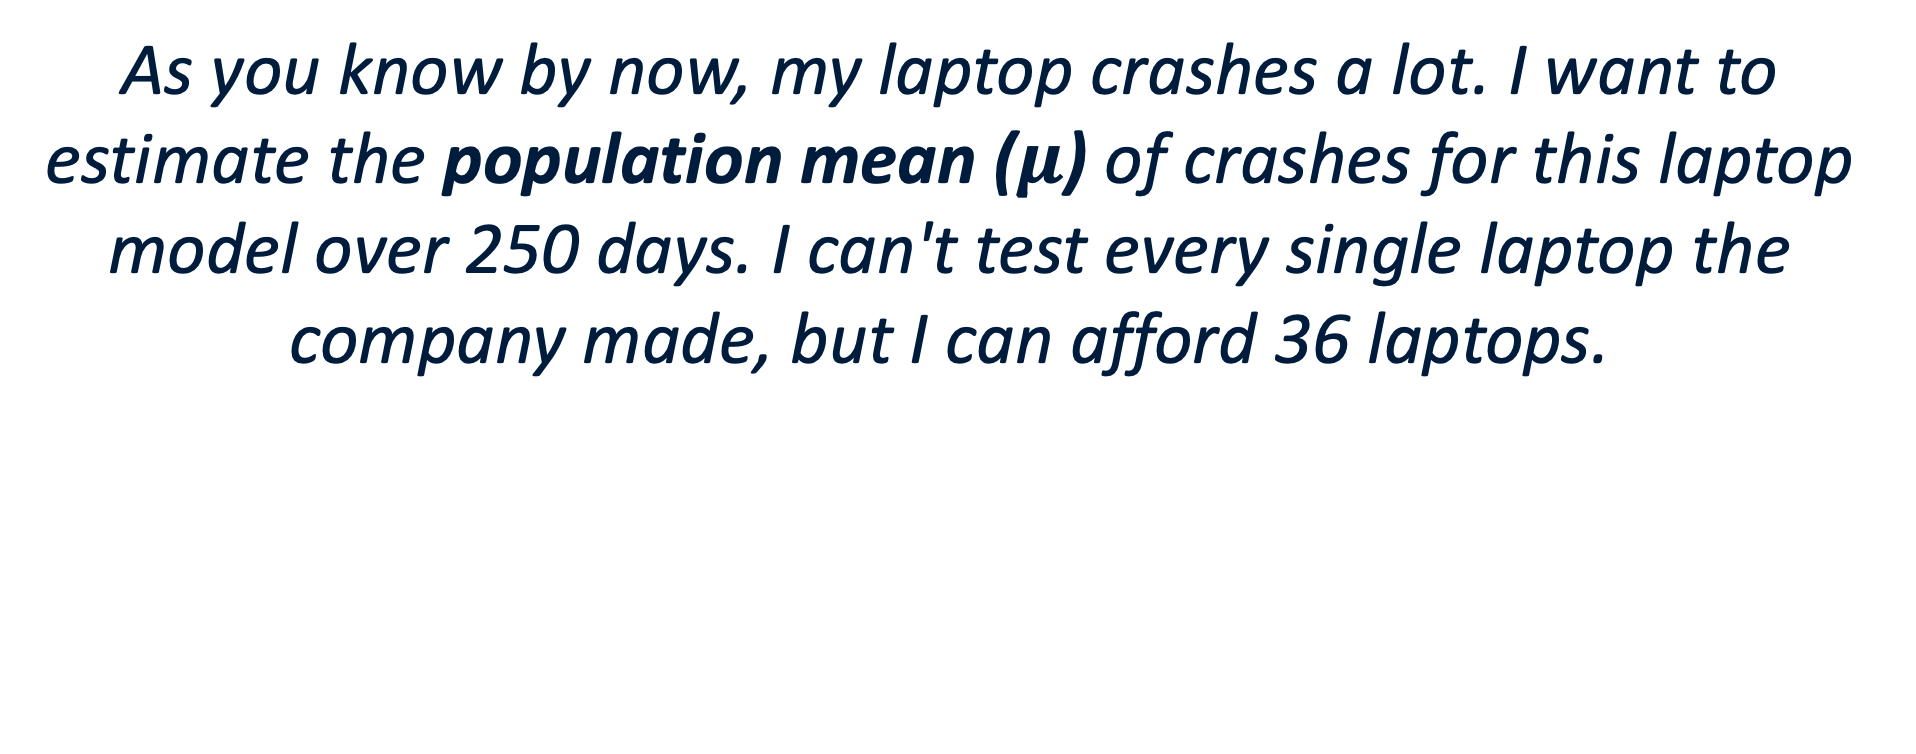 As you know by now, my laptop crashes a lot. I want to
estimate the population mean (μ) of crashes for this laptop
model over 250 days. I can't test every single laptop the
company made, but I can afford 36 laptops.